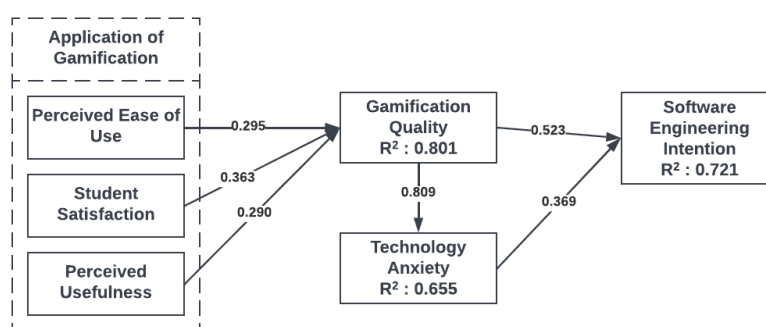 Application of
Gamification
Perceived Ease of
Use
0.295
Student
Satisfaction
0.363
0.290
Perceived
Usefulness
Gamification
Quality
R² : 0.801
0.809
Technology
Anxiety
R² : 0.655
0.523
0.369
Software
Engineering
Intention
R² : 0.721